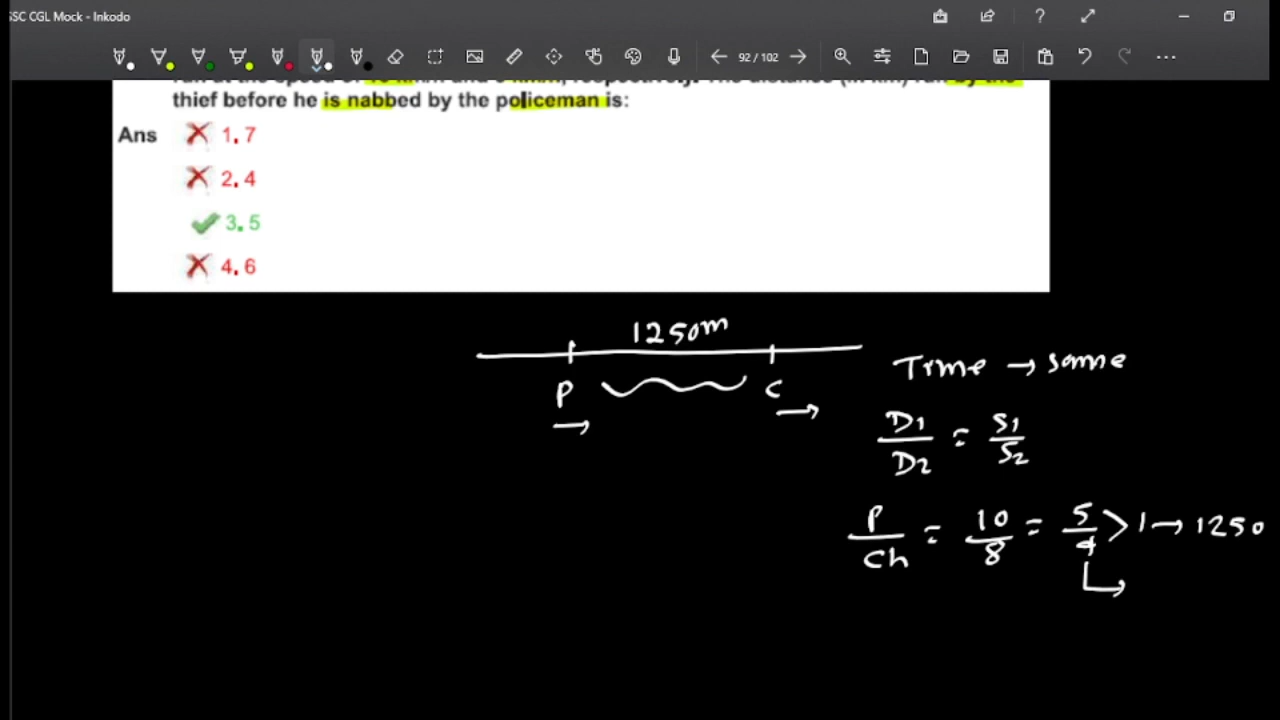 SSC CGL Mock - Inkodo
92 / 102
thief before he is nabbed by the policeman is:
Ans
1. 7
2. 4
3. 5
4. 6
1250m
P C
Time → same
D1/D2 = S1/S2
P/Ch = 10/8 = 5/4 > 1 → 1250